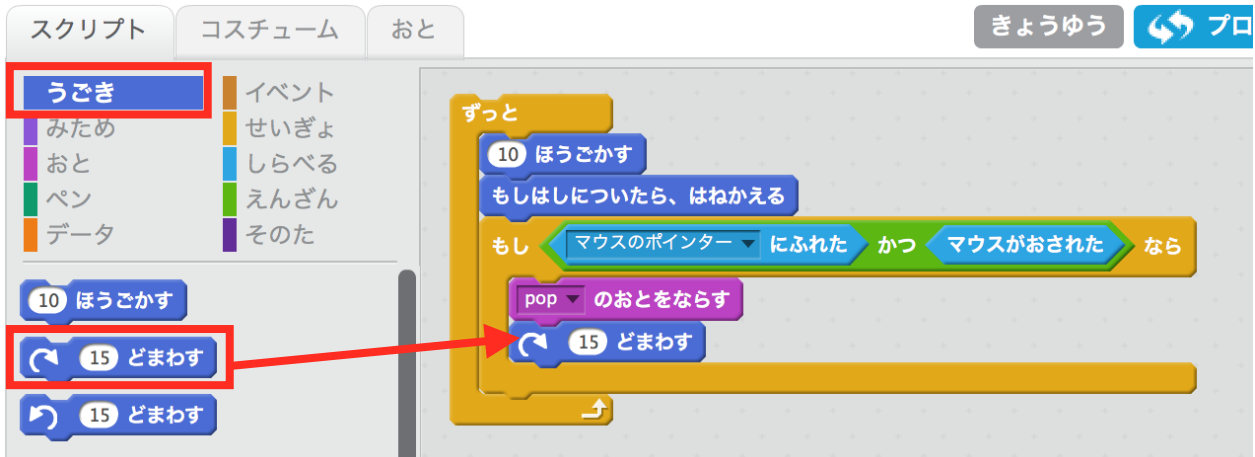 スクリプト コスチューム おと きょうゆう プロ
うごき イベント
みため せいぎょ
おと しらべる
ペン えんざん
データ そのた
10 ほうごかす
15 どまわす
15 どまわす
ずっと
10 ほうごかす
もしはしについたら、はねかえる
もし マウスのポインター にふれた かつ マウスがおされた なら
pop のおとをならす
15 どまわす